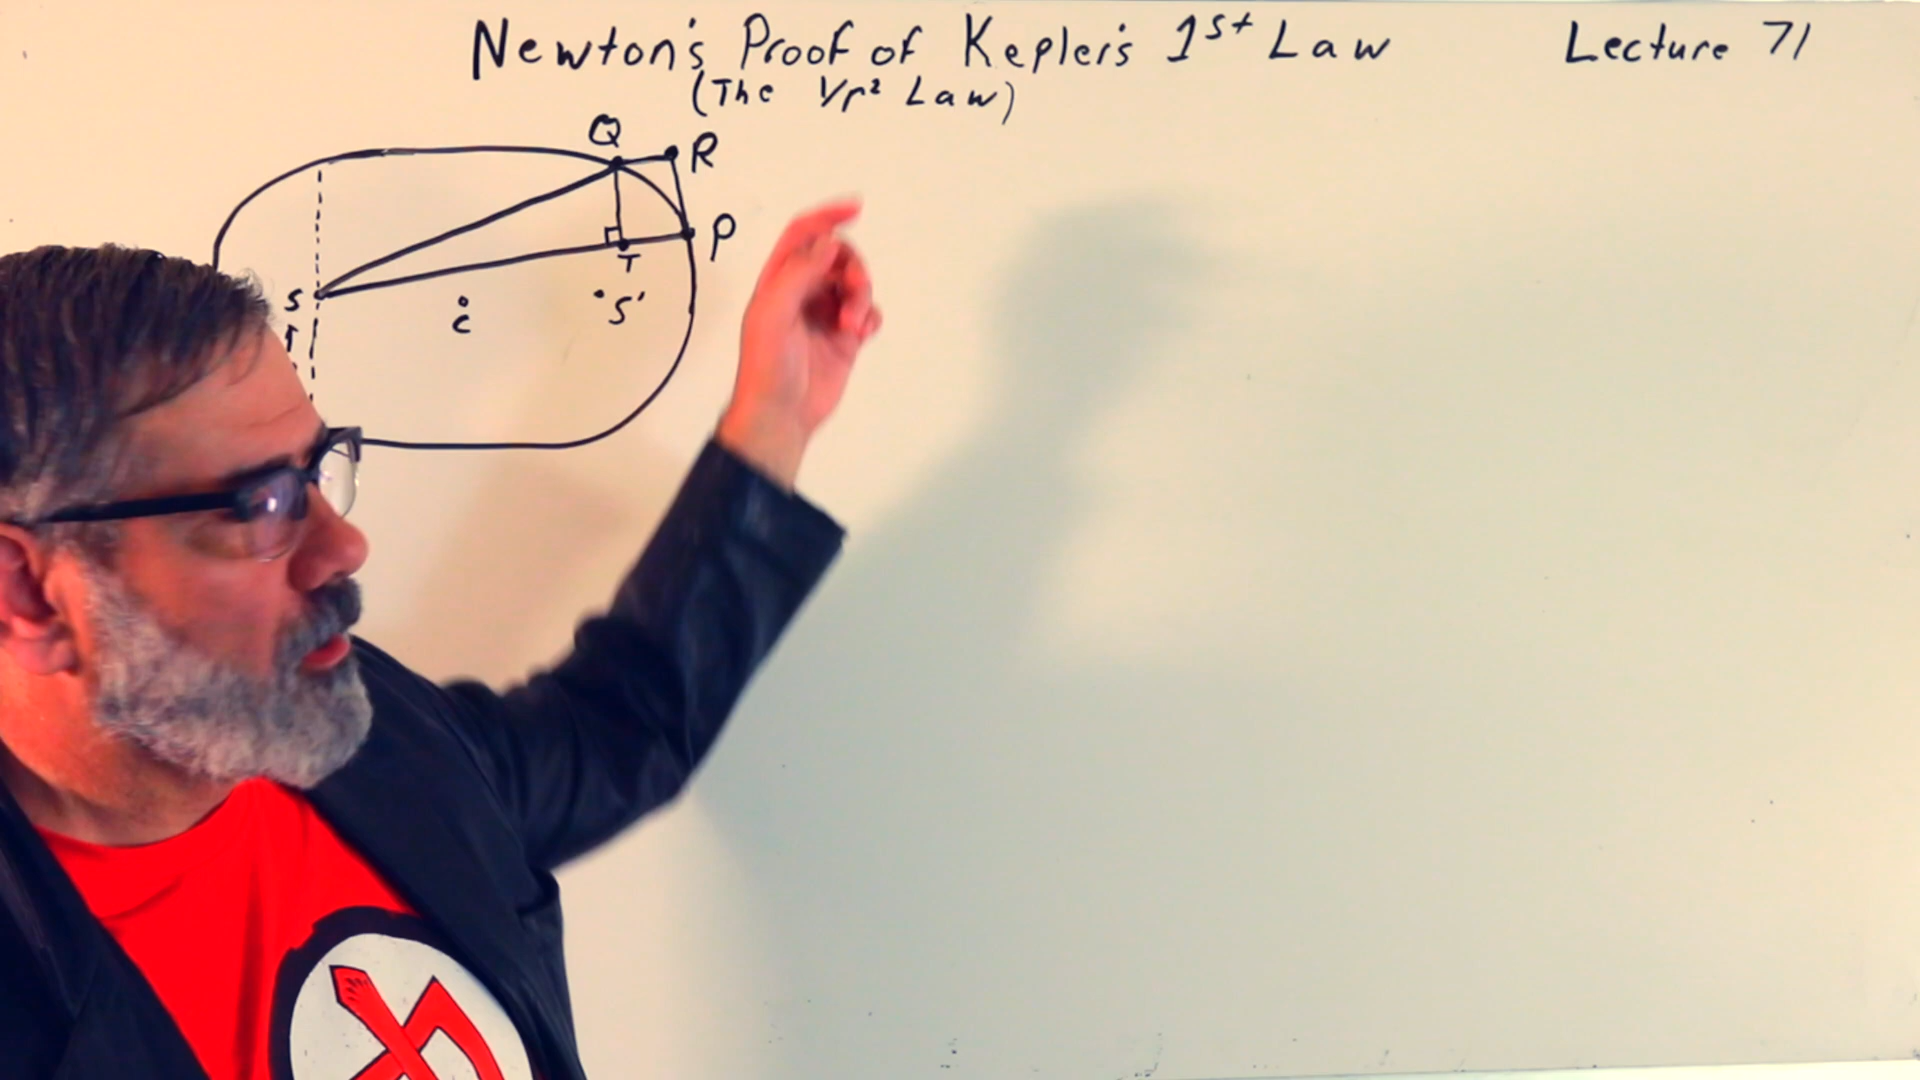 Newton's Proof of Kepler's 1st Law
Lecture 71
(The 1/r² Law)
Q
R
P
T
S
C
S'